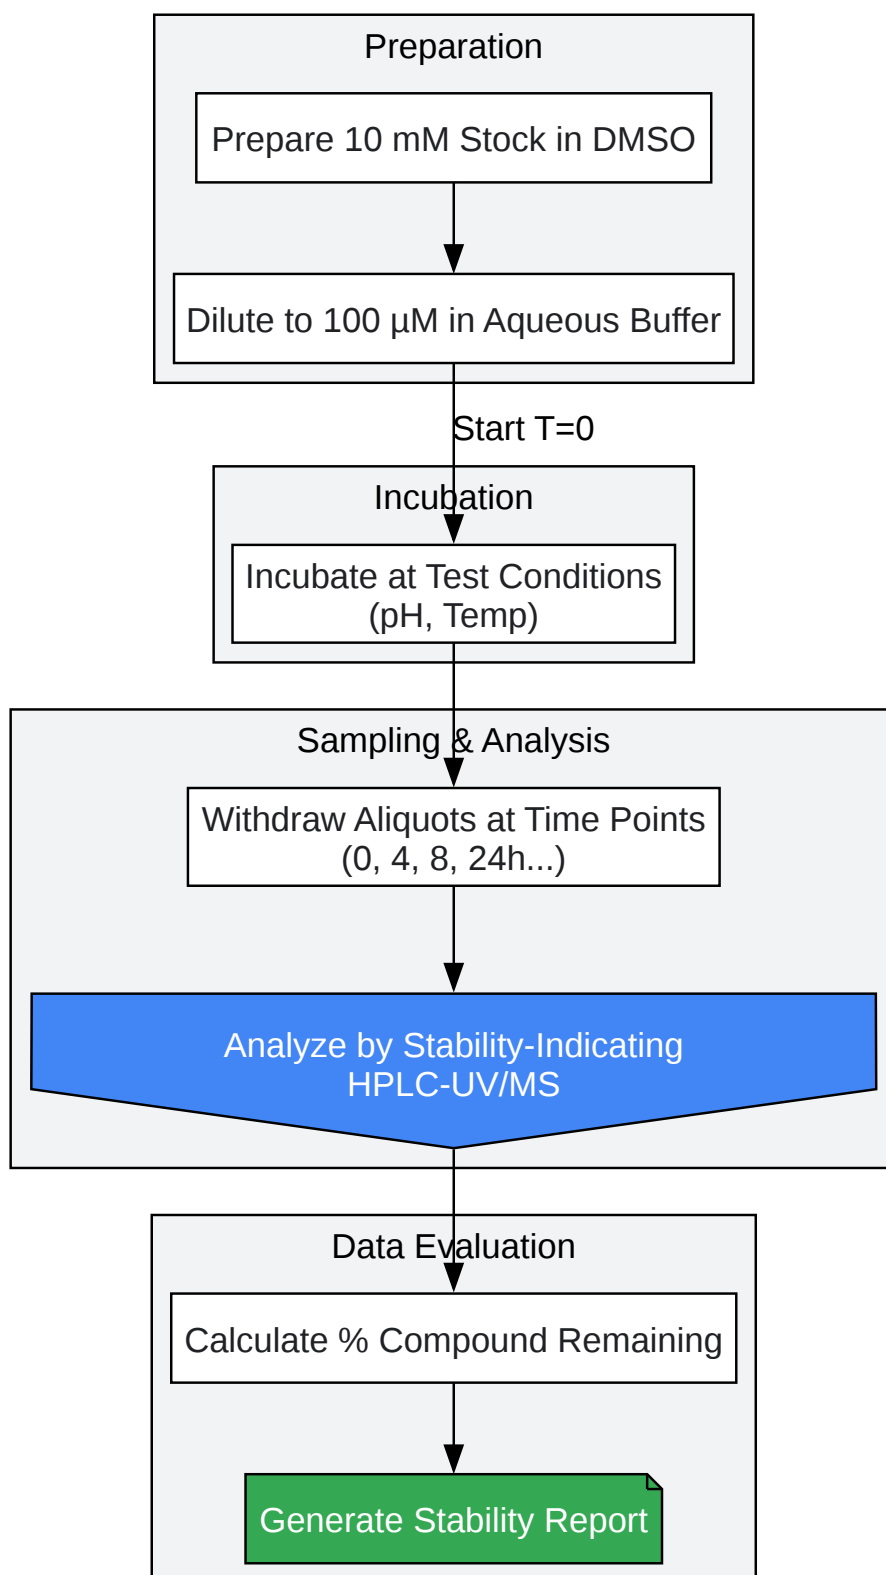 Preparation
Prepare 10 mM Stock in DMSO
Dilute to 100 µM in Aqueous Buffer
Start T=0
Incubation
Incubate at Test Conditions
(pH, Temp)
Sampling & Analysis
Withdraw Aliquots at Time Points
(0, 4, 8, 24h...)
Analyze by Stability-Indicating
HPLC-UV/MS
Data Evaluation
Calculate % Compound Remaining
Generate Stability Report